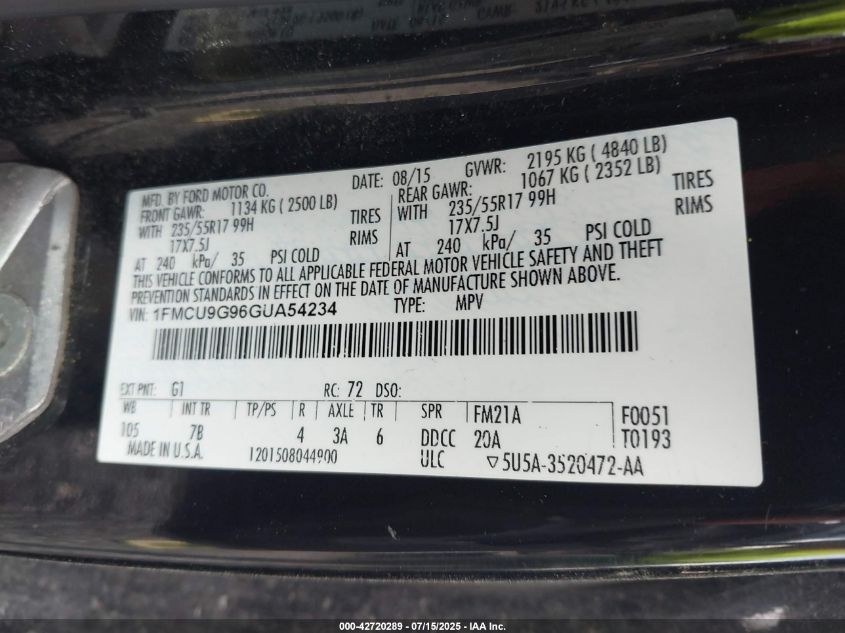 MFD. BY FORD MOTOR CO. DATE: 08/15 GVWR: 2195 KG ( 4840 LB)
FRONT GAWR: 1134 KG ( 2500 LB) REAR GAWR: 1067 KG ( 2352 LB)
WITH 235/55R17 99H TIRES WITH 235/55R17 99H TIRES
17X7.5J RIMS 17X7.5J RIMS
AT 240 kPa/ 35 PSI COLD AT 240 kPa/ 35 PSI COLD
THIS VEHICLE CONFORMS TO ALL APPLICABLE FEDERAL MOTOR VEHICLE SAFETY AND THEFT
PREVENTION STANDARDS IN EFFECT ON THE DATE OF MANUFACTURE SHOWN ABOVE.
VIN: 1FMCU9G96GUA54234 TYPE: MPV
EXT PNT: G1 RC: 72 DSO:
WB INT TR TP/PS R AXLE TR SPR FM21A F0051
105 7B 4 3A 6 DDCC 20A T0193
MADE IN U.S.A. 1201508044900 ULC ▽5U5A-3520472-AA
000-42720289 - 07/15/2025 - IAA Inc.